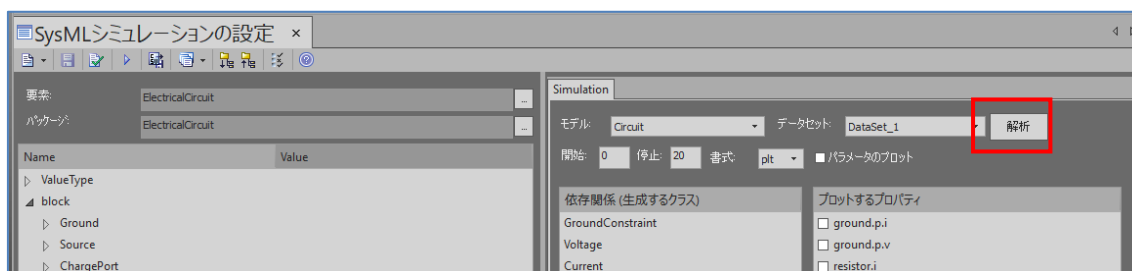 SysMLシミュレーションの設定 ×
要素: ElectricalCircuit ...
パッケージ: ElectricalCircuit ...
Name Value
ValueType
block
Ground
Source
ChargePort
Simulation
モデル: Circuit データセット: DataSet_1 解析
開始: 0 停止: 20 書式: plt パラメータのプロット
依存関係 (生成するクラス) プロットするプロパティ
GroundConstraint ground.p.i
Voltage ground.p.v
Current resistor.i